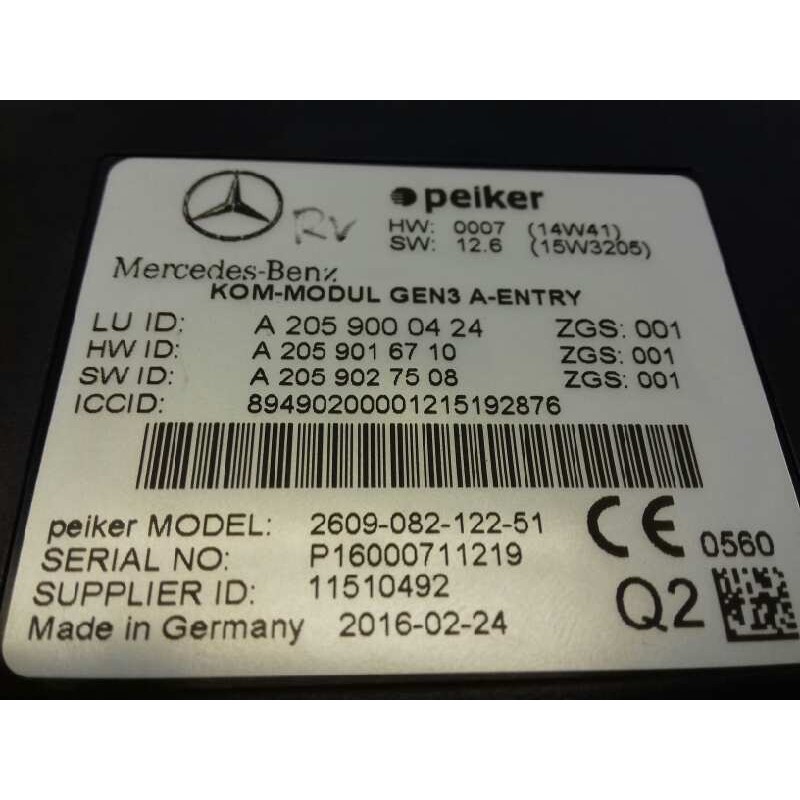 peiker
RV
HW: 0007 (14W41)
SW: 12.6 (15W3205)
Mercedes-Benz
KOM-MODUL GEN3 A-ENTRY
LU ID: A 205 900 04 24 ZGS: 001
HW ID: A 205 901 67 10 ZGS: 001
SW ID: A 205 902 75 08 ZGS: 001
ICCID: 89490200001215192876
peiker MODEL: 2609-082-122-51
CE 0560
SERIAL NO: P16000711219
SUPPLIER ID: 11510492
Q2
Made in Germany 2016-02-24